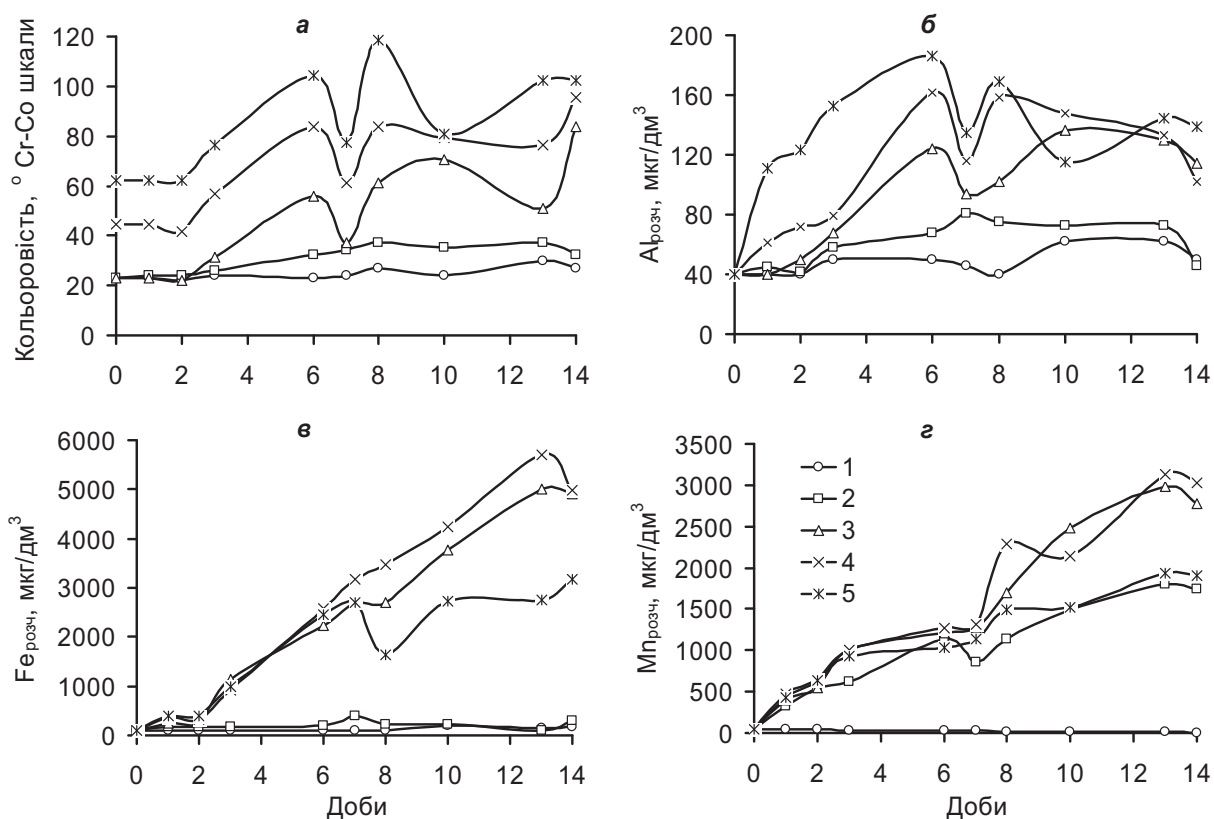 а
Кольоровість, ° Cr-Co шкали
120
100
80
60
40
20
0
0 2 4 6 8 10 12 14
б
Alрозч, мкг/дм³
200
160
120
80
40
0
0 2 4 6 8 10 12 14
в
Feрозч, мкг/дм³
6000
5000
4000
3000
2000
1000
0
0 2 4 6 8 10 12 14
Доби
г
Mnрозч, мкг/дм³
3500
3000
2500
2000
1500
1000
500
0
1
2
3
4
5
0 2 4 6 8 10 12 14
Доби